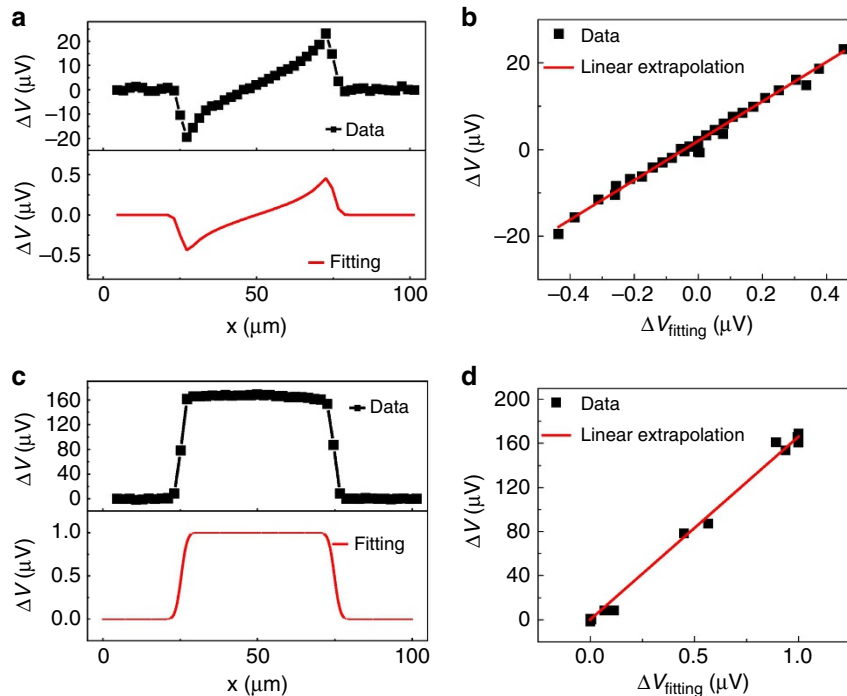 a
ΔV (μV)
20
10
0
−10
−20
Data
ΔV (μV)
0.5
0.0
−0.5
Fitting
0
50
100
x (μm)
b
ΔV (μV)
20
0
−20
Data
Linear extrapolation
−0.4
−0.2
0.0
0.2
0.4
ΔVfitting (μV)
c
ΔV (μV)
160
120
80
40
0
Data
ΔV (μV)
1.0
0.5
0.0
Fitting
0
50
100
x (μm)
d
ΔV (μV)
200
160
120
80
40
0
Data
Linear extrapolation
0.0
0.5
1.0
ΔVfitting (μV)